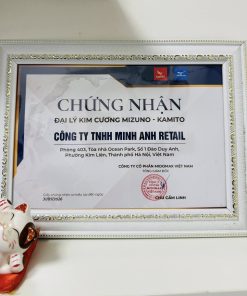 CHỨNG NHẬN
ĐẠI LÝ KIM CƯƠNG MIZUNO - KAMITO
CÔNG TY TNHH MINH ANH RETAIL
Phòng 403, Tòa nhà Ocean Park, Số 1 Đào Duy Anh,
Phường Kim Liên, Thành phố Hà Nội, Việt Nam
CÔNG TY CỔ PHẦN MIDOMAX VIỆT NAM
TỔNG GIÁM ĐỐC
CHU CẨM LINH